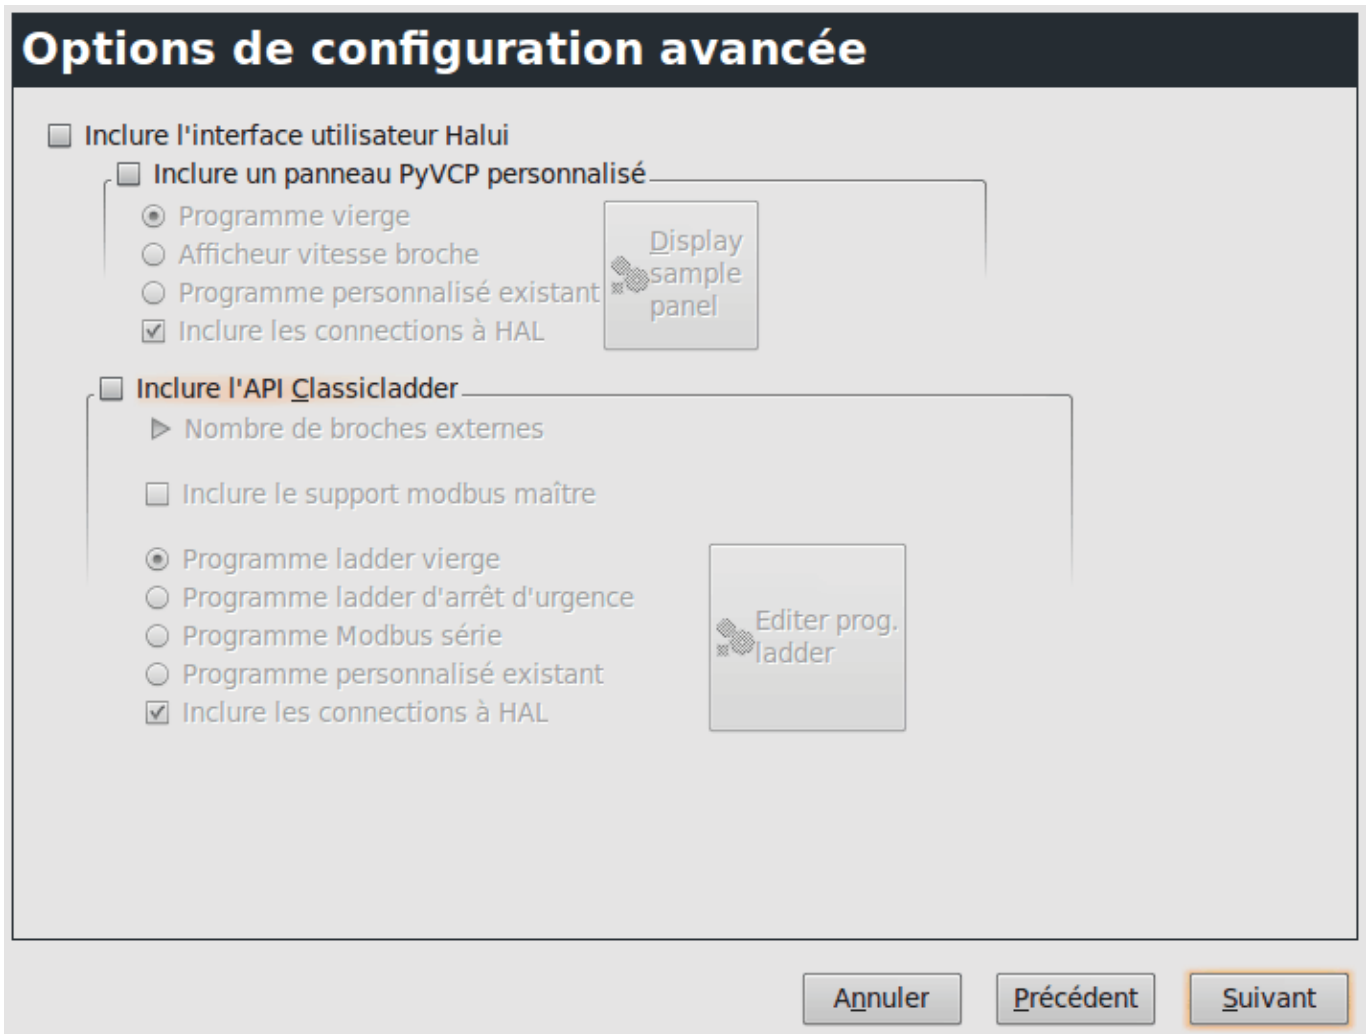 Options de configuration avancée
Inclure l'interface utilisateur Halui
Inclure un panneau PyVCP personnalisé
Programme vierge
Afficheur vitesse broche
Programme personnalisé existant
Inclure les connections à HAL
Display
sample
panel
Inclure l'API Classicladder
Nombre de broches externes
Inclure le support modbus maître
Programme ladder vierge
Programme ladder d'arrêt d'urgence
Programme Modbus série
Programme personnalisé existant
Inclure les connections à HAL
Editer prog.
ladder
Annuler
Précédent
Suivant